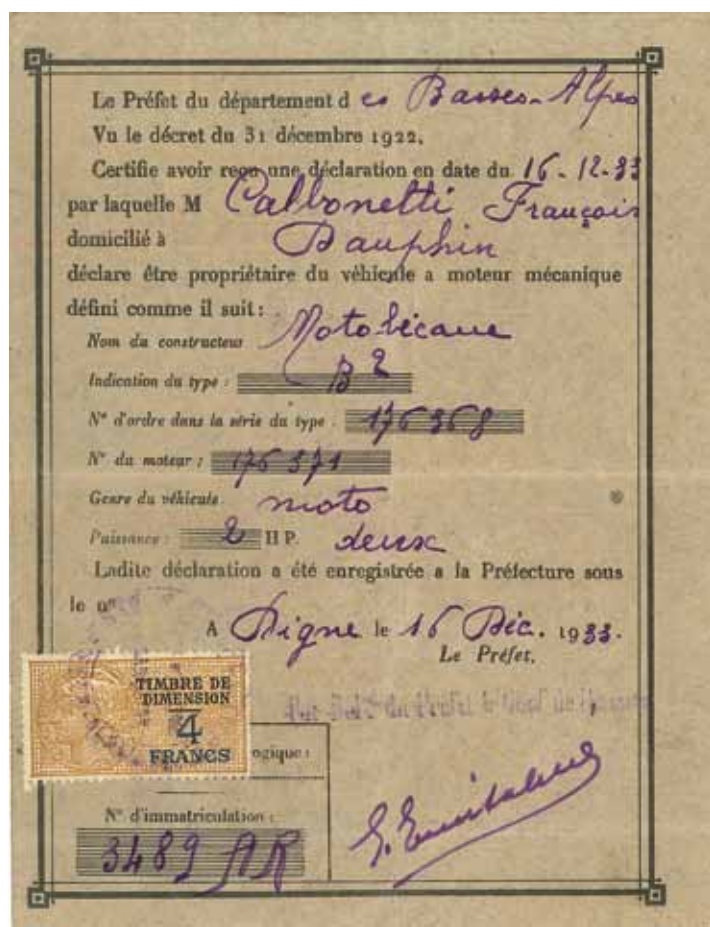 Le Préfet du département des Basses-Alpes
Vu le décret du 31 décembre 1922,
Certifie avoir reçu une déclaration en date du 16-12-33
par laquelle M Calbonetti François
domicilié à Dauphin
déclare être propriétaire du véhicule a moteur mécanique
défini comme il suit :
Nom du constructeur Motobécane
Indication du type : B2
N° d'ordre dans la série du type : 176368
N° du moteur : 176371
Genre du véhicule moto
Puissance : 2 HP. deux
Ladite déclaration a été enregistrée a la Préfecture sous
le n°
A Digne le 16 Déc. 1933.
Le Préfet,
TIMBRE DE
DIMENSION
4
FRANCS
ogique :
N° d'immatriculation :
3489 AR